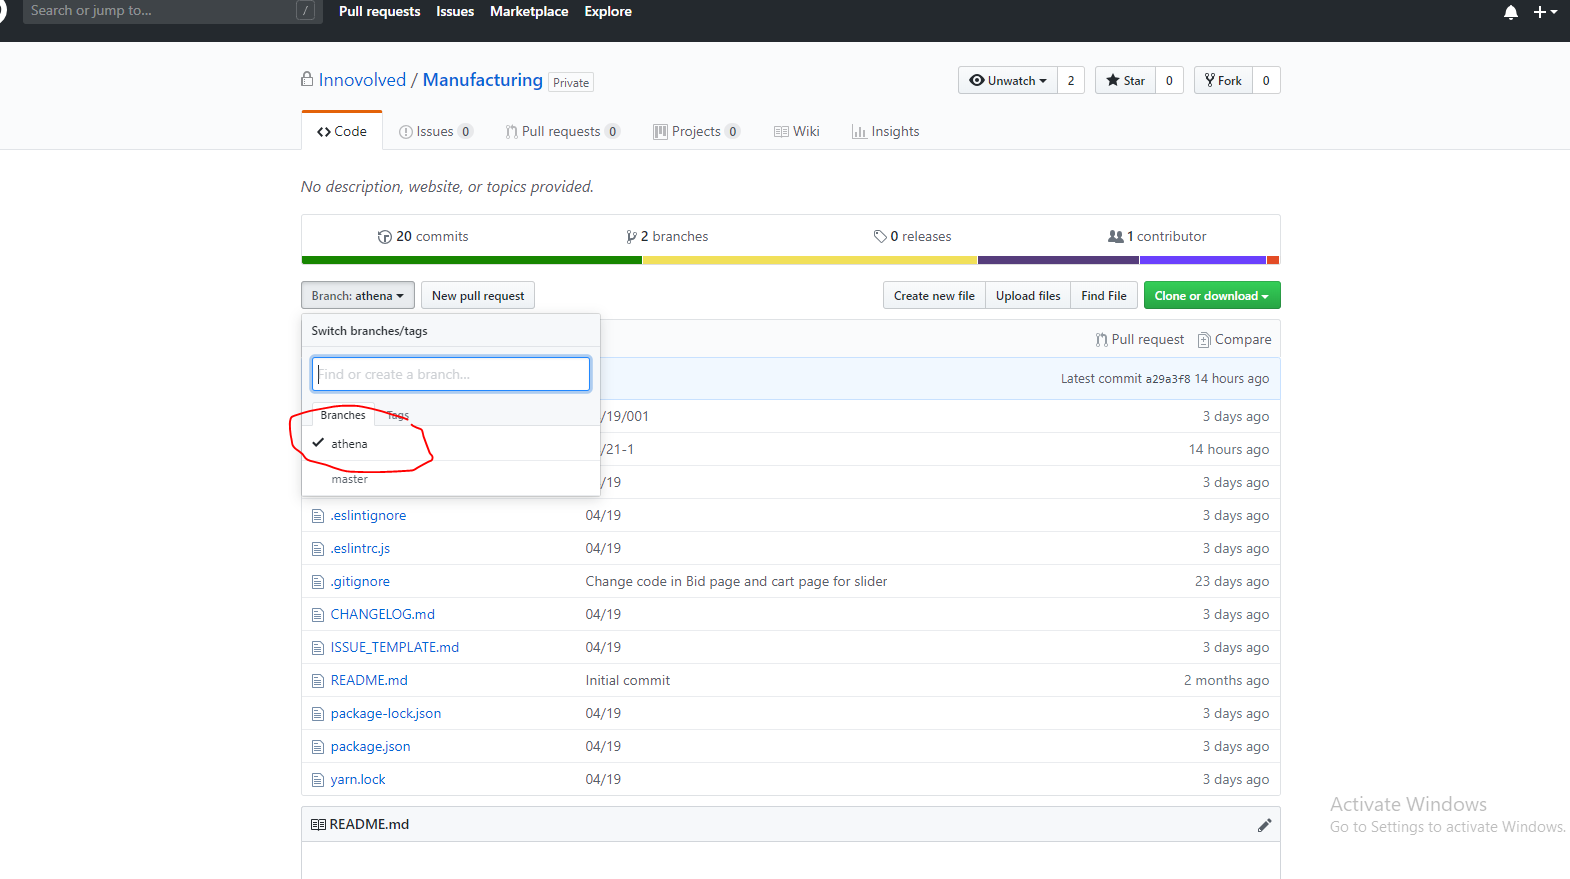 Search or jump to... /
Pull requests Issues Marketplace Explore
Innovolved / Manufacturing Private
Unwatch 2 Star 0 Fork 0
Code Issues 0 Pull requests 0 Projects 0 Wiki Insights
No description, website, or topics provided.
20 commits 2 branches 0 releases 1 contributor
Branch: athena New pull request Create new file Upload files Find File Clone or download
Switch branches/tags
Pull request Compare
Find or create a branch...
Latest commit a29a3f8 14 hours ago
Branches Tags
/19/001 3 days ago
athena
/21-1 14 hours ago
master
/19 3 days ago
.eslintignore 04/19 3 days ago
.eslintrc.js 04/19 3 days ago
.gitignore Change code in Bid page and cart page for slider 23 days ago
CHANGELOG.md 04/19 3 days ago
ISSUE_TEMPLATE.md 04/19 3 days ago
README.md Initial commit 2 months ago
package-lock.json 04/19 3 days ago
package.json 04/19 3 days ago
yarn.lock 04/19 3 days ago
README.md
Activate Windows
Go to Settings to activate Windows.